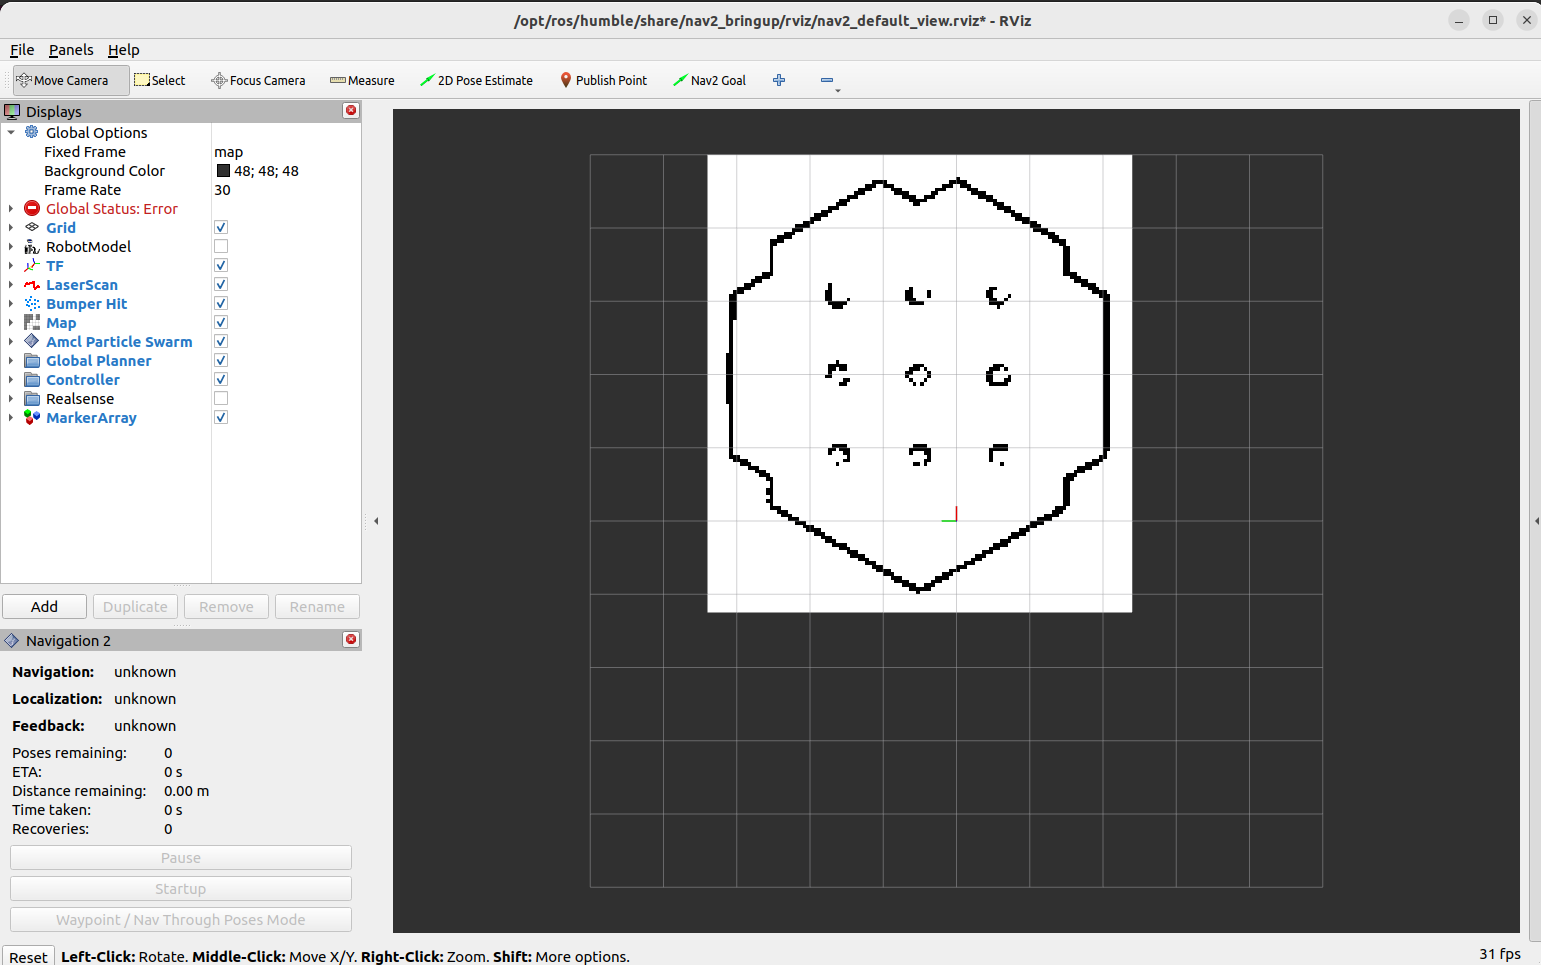 /opt/ros/humble/share/nav2_bringup/rviz/nav2_default_view.rviz* - RViz
File Panels Help
Move Camera Select Focus Camera Measure 2D Pose Estimate Publish Point Nav2 Goal
Displays
Global Options
Fixed Frame map
Background Color 48; 48; 48
Frame Rate 30
Global Status: Error
Grid
RobotModel
TF
LaserScan
Bumper Hit
Map
Amcl Particle Swarm
Global Planner
Controller
Realsense
MarkerArray
Add Duplicate Remove Rename
Navigation 2
Navigation: unknown
Localization: unknown
Feedback: unknown
Poses remaining: 0
ETA: 0 s
Distance remaining: 0.00 m
Time taken: 0 s
Recoveries: 0
Pause
Startup
Waypoint / Nav Through Poses Mode
Reset Left-Click: Rotate. Middle-Click: Move X/Y. Right-Click: Zoom. Shift: More options. 31 fps